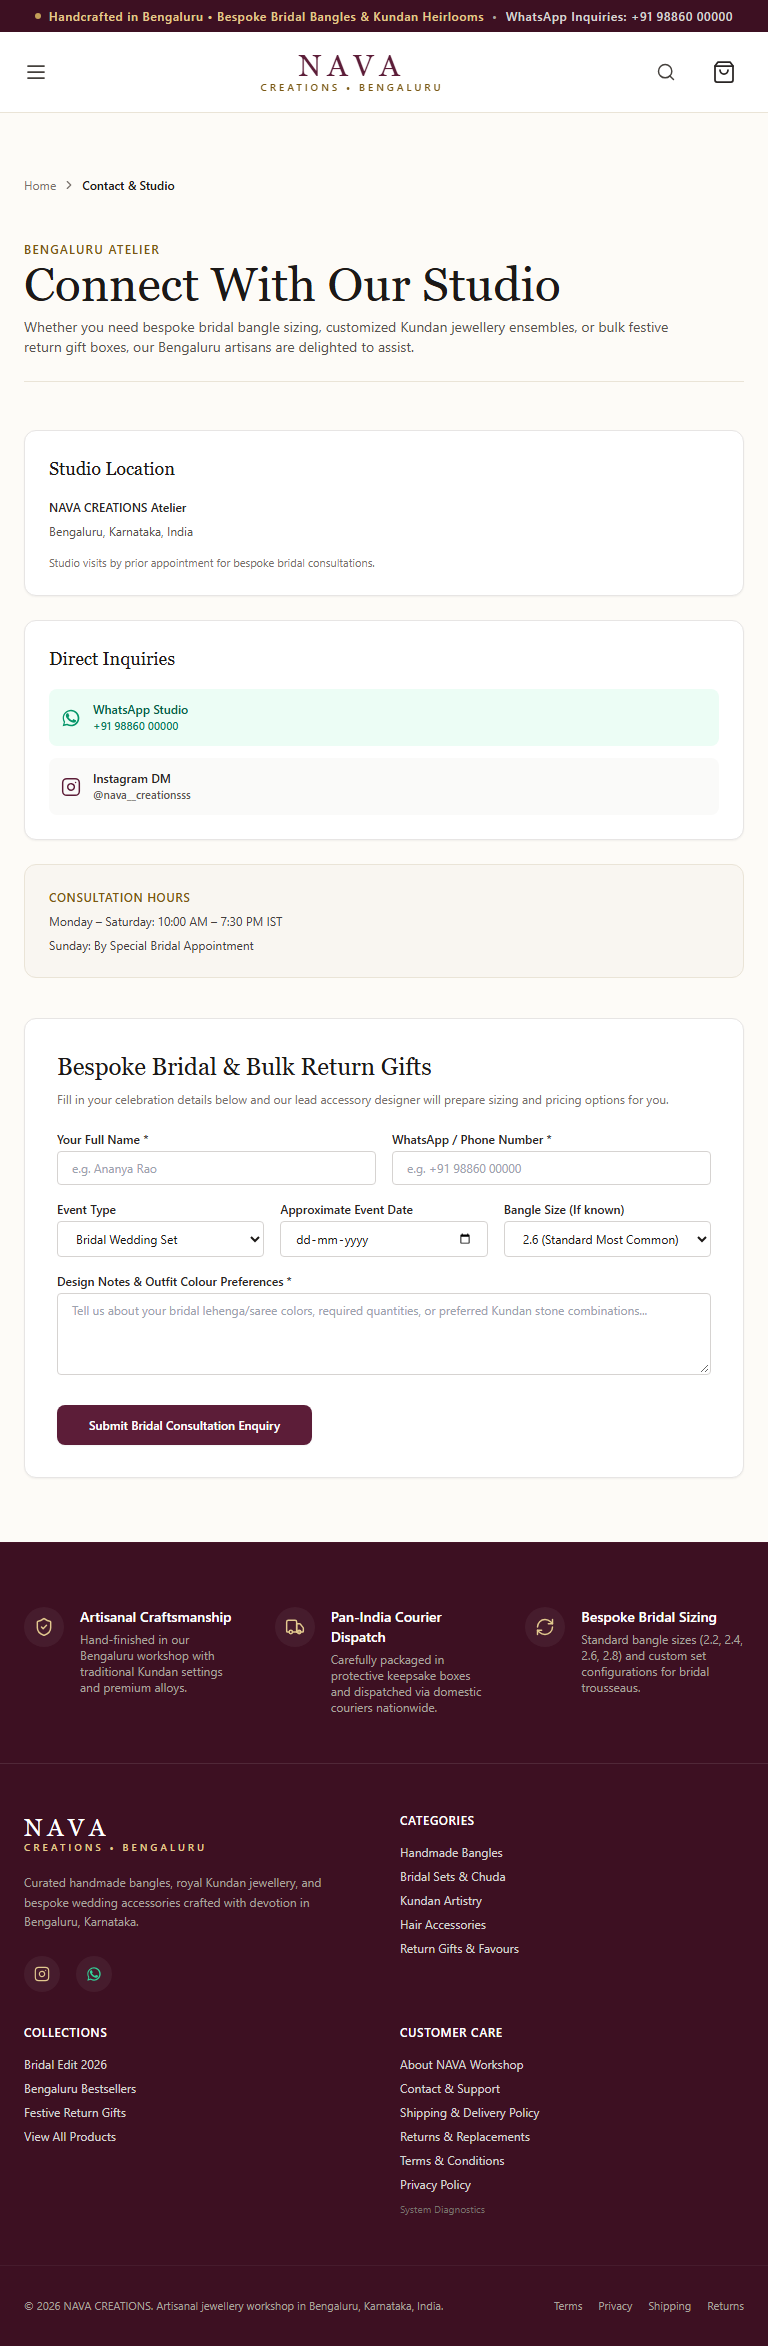 Handcrafted in Bengaluru • Bespoke Bridal Bangles & Kundan Heirlooms • WhatsApp Inquiries: +91 98860 00000
NAVA
CREATIONS • BENGALURU
Home > Contact & Studio
BENGALURU ATELIER
Connect With Our Studio
Whether you need bespoke bridal bangle sizing, customized Kundan jewellery ensembles, or bulk festive
return gift boxes, our Bengaluru artisans are delighted to assist.
Studio Location
NAVA CREATIONS Atelier
Bengaluru, Karnataka, India
Studio visits by prior appointment for bespoke bridal consultations.
Direct Inquiries
WhatsApp Studio
+91 98860 00000
Instagram DM
@nava__creationsss
CONSULTATION HOURS
Monday – Saturday: 10:00 AM – 7:30 PM IST
Sunday: By Special Bridal Appointment
Bespoke Bridal & Bulk Return Gifts
Fill in your celebration details below and our lead accessory designer will prepare sizing and pricing options for you.
Your Full Name *
e.g. Ananya Rao
WhatsApp / Phone Number *
e.g. +91 98860 00000
Event Type
Bridal Wedding Set
Approximate Event Date
dd-mm-yyyy
Bangle Size (If known)
2.6 (Standard Most Common)
Design Notes & Outfit Colour Preferences *
Tell us about your bridal lehenga/saree colors, required quantities, or preferred Kundan stone combinations...
Submit Bridal Consultation Enquiry
Artisanal Craftsmanship
Hand-finished in our
Bengaluru workshop with
traditional Kundan settings
and premium alloys.
Pan-India Courier
Dispatch
Carefully packaged in
protective keepsake boxes
and dispatched via domestic
couriers nationwide.
Bespoke Bridal Sizing
Standard bangle sizes (2.2, 2.4,
2.6, 2.8) and custom set
configurations for bridal
trousseaus.
NAVA
CREATIONS • BENGALURU
Curated handmade bangles, royal Kundan jewellery, and
bespoke wedding accessories crafted with devotion in
Bengaluru, Karnataka.
CATEGORIES
Handmade Bangles
Bridal Sets & Chuda
Kundan Artistry
Hair Accessories
Return Gifts & Favours
COLLECTIONS
Bridal Edit 2026
Bengaluru Bestsellers
Festive Return Gifts
View All Products
CUSTOMER CARE
About NAVA Workshop
Contact & Support
Shipping & Delivery Policy
Returns & Replacements
Terms & Conditions
Privacy Policy
System Diagnostics
© 2026 NAVA CREATIONS. Artisanal jewellery workshop in Bengaluru, Karnataka, India.
Terms Privacy Shipping Returns